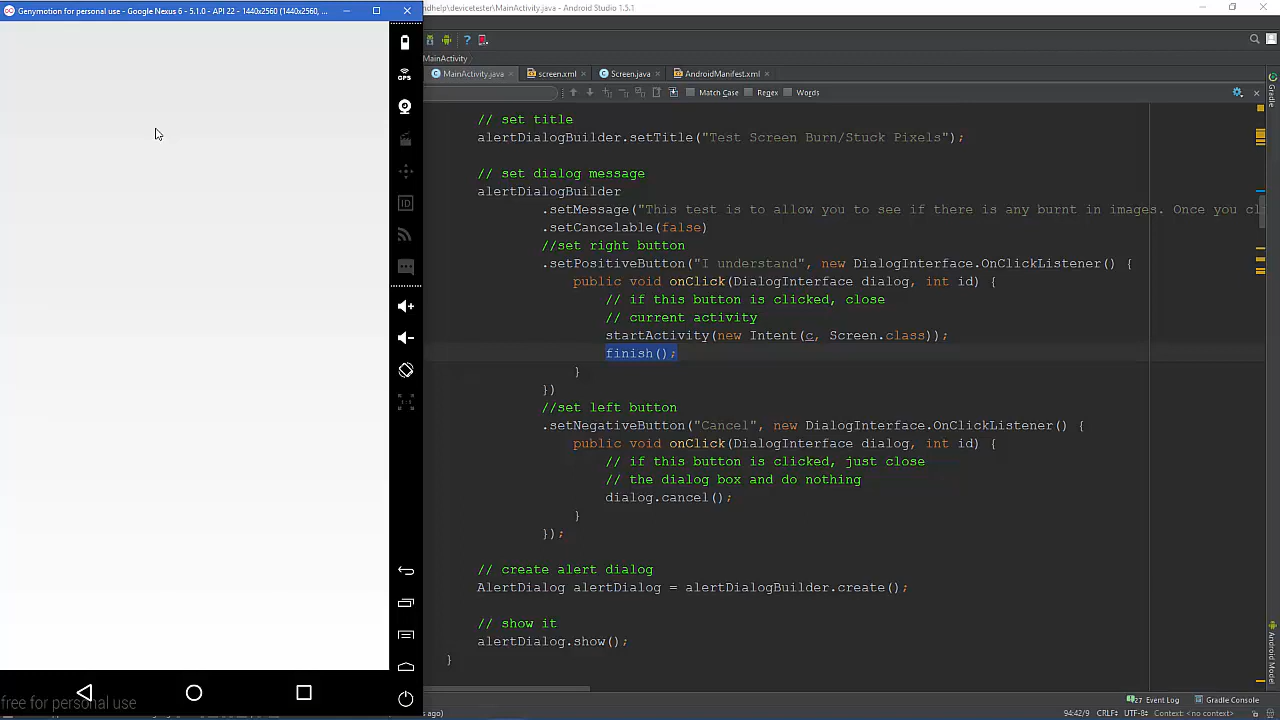 Genymotion for personal use - Google Nexus 6 - 5.1.0 - API 22 - 1440x2560 (1440x2560, ...
ndhelp\devicetester/MainActivity.java - Android Studio 1.5.1
MainActivity
MainActivity.java screen.xml Screen.java AndroidManifest.xml
Match Case Regex Words
// set title
alertDialogBuilder.setTitle("Test Screen Burn/Stuck Pixels");
// set dialog message
alertDialogBuilder
.setMessage("This test is to allow you to see if there is any burnt in images. Once you cl
.setCancelable(false)
//set right button
.setPositiveButton("I understand", new DialogInterface.OnClickListener() {
public void onClick(DialogInterface dialog, int id) {
// if this button is clicked, close
// current activity
startActivity(new Intent(c, Screen.class));
finish();
}
})
//set left button
.setNegativeButton("Cancel", new DialogInterface.OnClickListener() {
public void onClick(DialogInterface dialog, int id) {
// if this button is clicked, just close
// the dialog box and do nothing
dialog.cancel();
}
});
// create alert dialog
AlertDialog alertDialog = alertDialogBuilder.create();
// show it
alertDialog.show();
}
GPS
ID
free for personal use
Gradle
Android Model
Event Log Gradle Console
ago) 94:42/9 CRLF÷ UTF-8÷ Context: <no context>